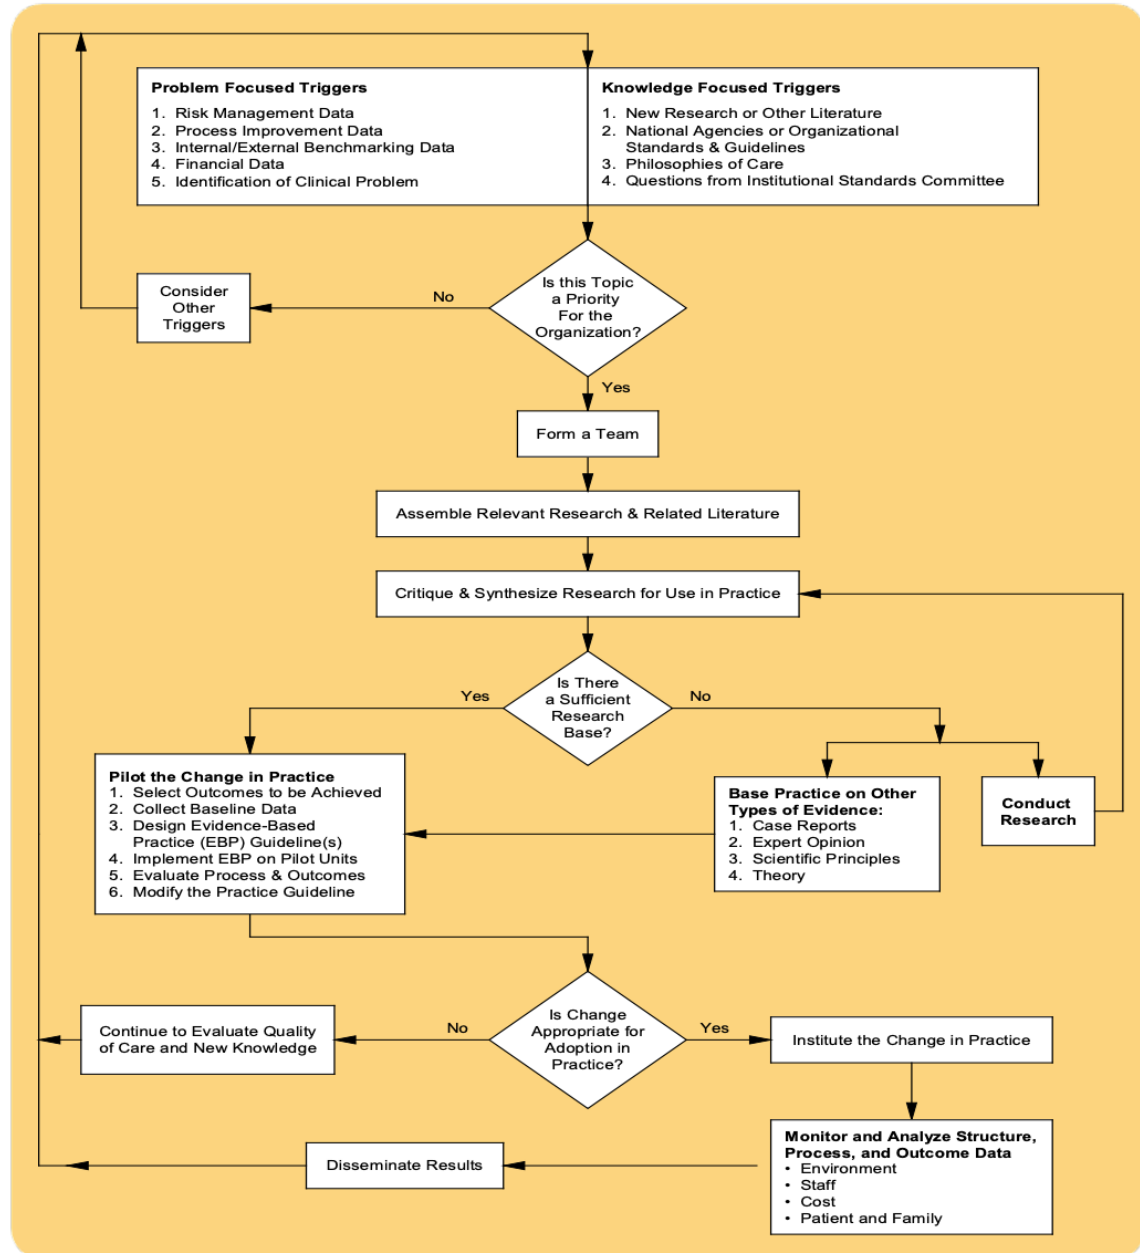 Problem Focused Triggers
1. Risk Management Data
2. Process Improvement Data
3. Internal/External Benchmarking Data
4. Financial Data
5. Identification of Clinical Problem
Knowledge Focused Triggers
1. New Research or Other Literature
2. National Agencies or Organizational
Standards & Guidelines
3. Philosophies of Care
4. Questions from Institutional Standards Committee
Is this Topic
a Priority
For the
Organization?
No
Consider
Other
Triggers
Yes
Form a Team
Assemble Relevant Research & Related Literature
Critique & Synthesize Research for Use in Practice
Is There
a Sufficient
Research
Base?
Yes
No
Pilot the Change in Practice
1. Select Outcomes to be Achieved
2. Collect Baseline Data
3. Design Evidence-Based
Practice (EBP) Guideline(s)
4. Implement EBP on Pilot Units
5. Evaluate Process & Outcomes
6. Modify the Practice Guideline
Base Practice on Other
Types of Evidence:
1. Case Reports
2. Expert Opinion
3. Scientific Principles
4. Theory
Conduct
Research
Is Change
Appropriate for
Adoption in
Practice?
No
Continue to Evaluate Quality
of Care and New Knowledge
Yes
Institute the Change in Practice
Monitor and Analyze Structure,
Process, and Outcome Data
• Environment
• Staff
• Cost
• Patient and Family
Disseminate Results